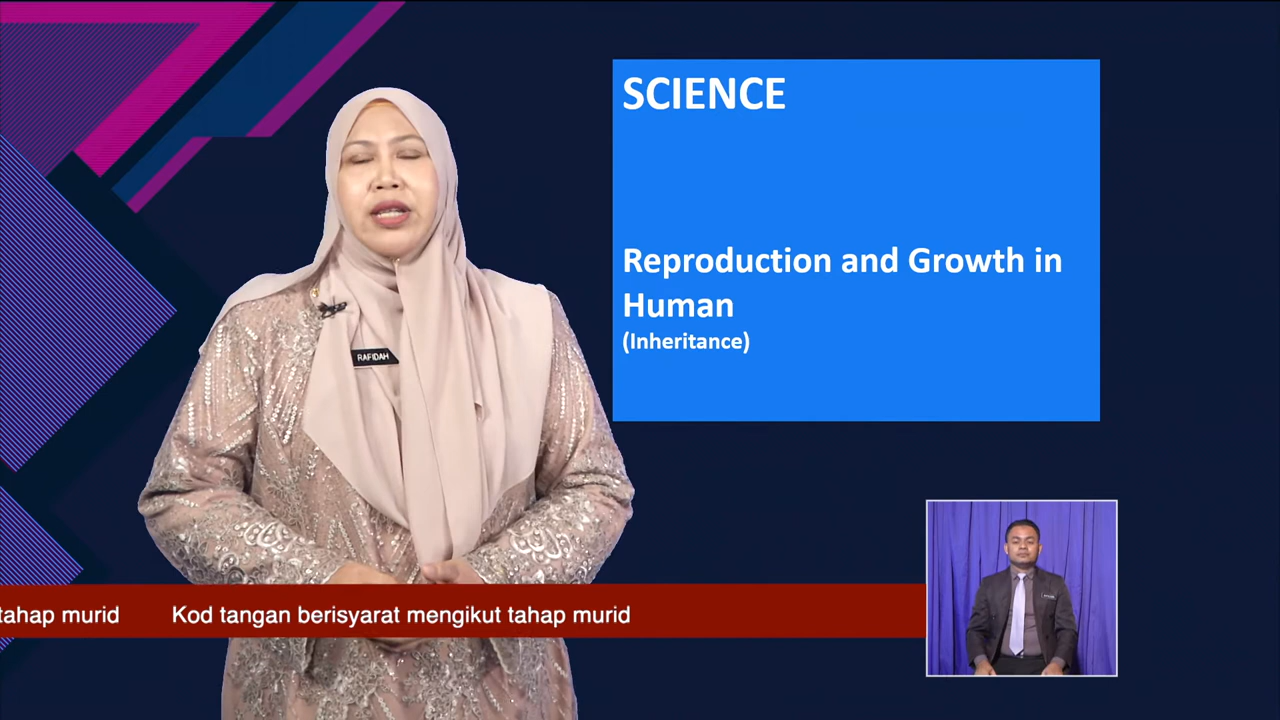 SCIENCE
Reproduction and Growth in
Human
(Inheritance)
RAFIDAH
tahap murid Kod tangan berisyarat mengikut tahap murid